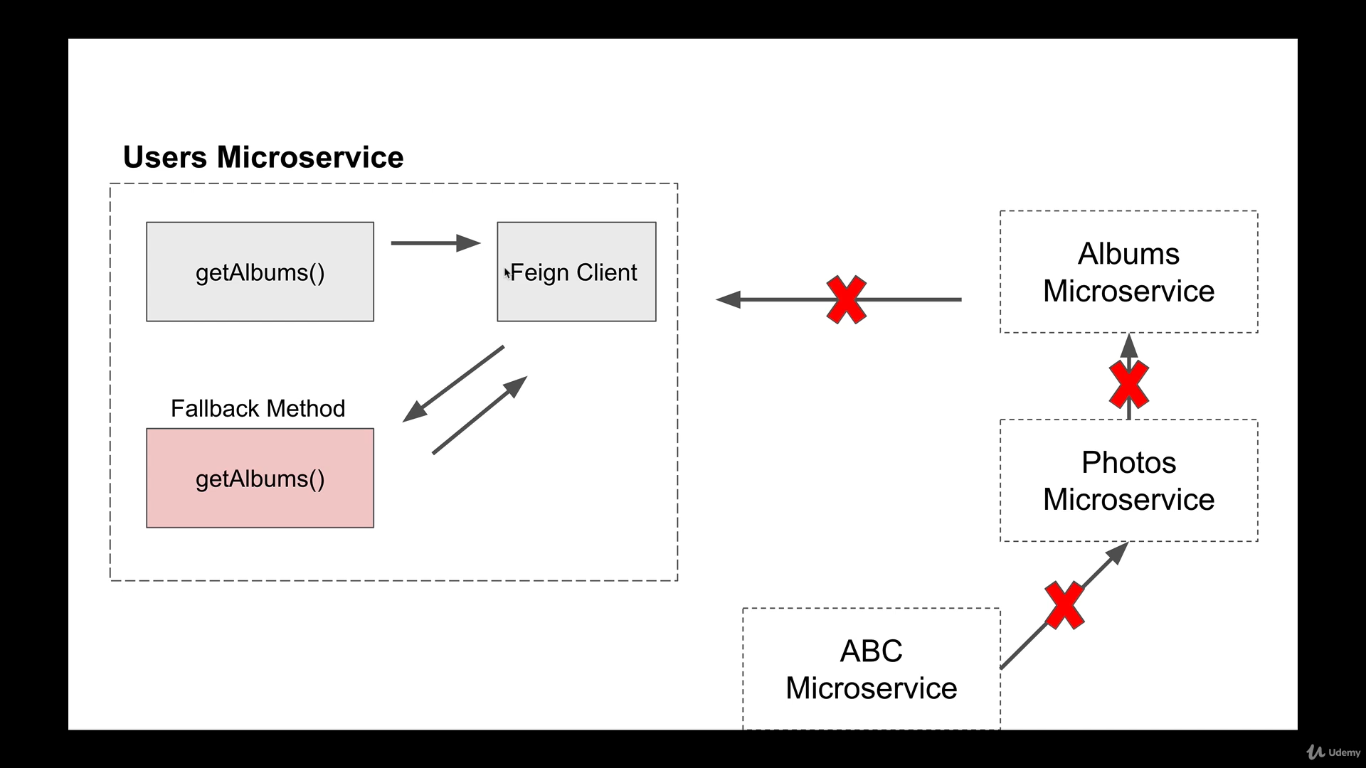 Users Microservice
getAlbums()
Feign Client
Fallback Method
getAlbums()
Albums
Microservice
Photos
Microservice
ABC
Microservice
Udemy